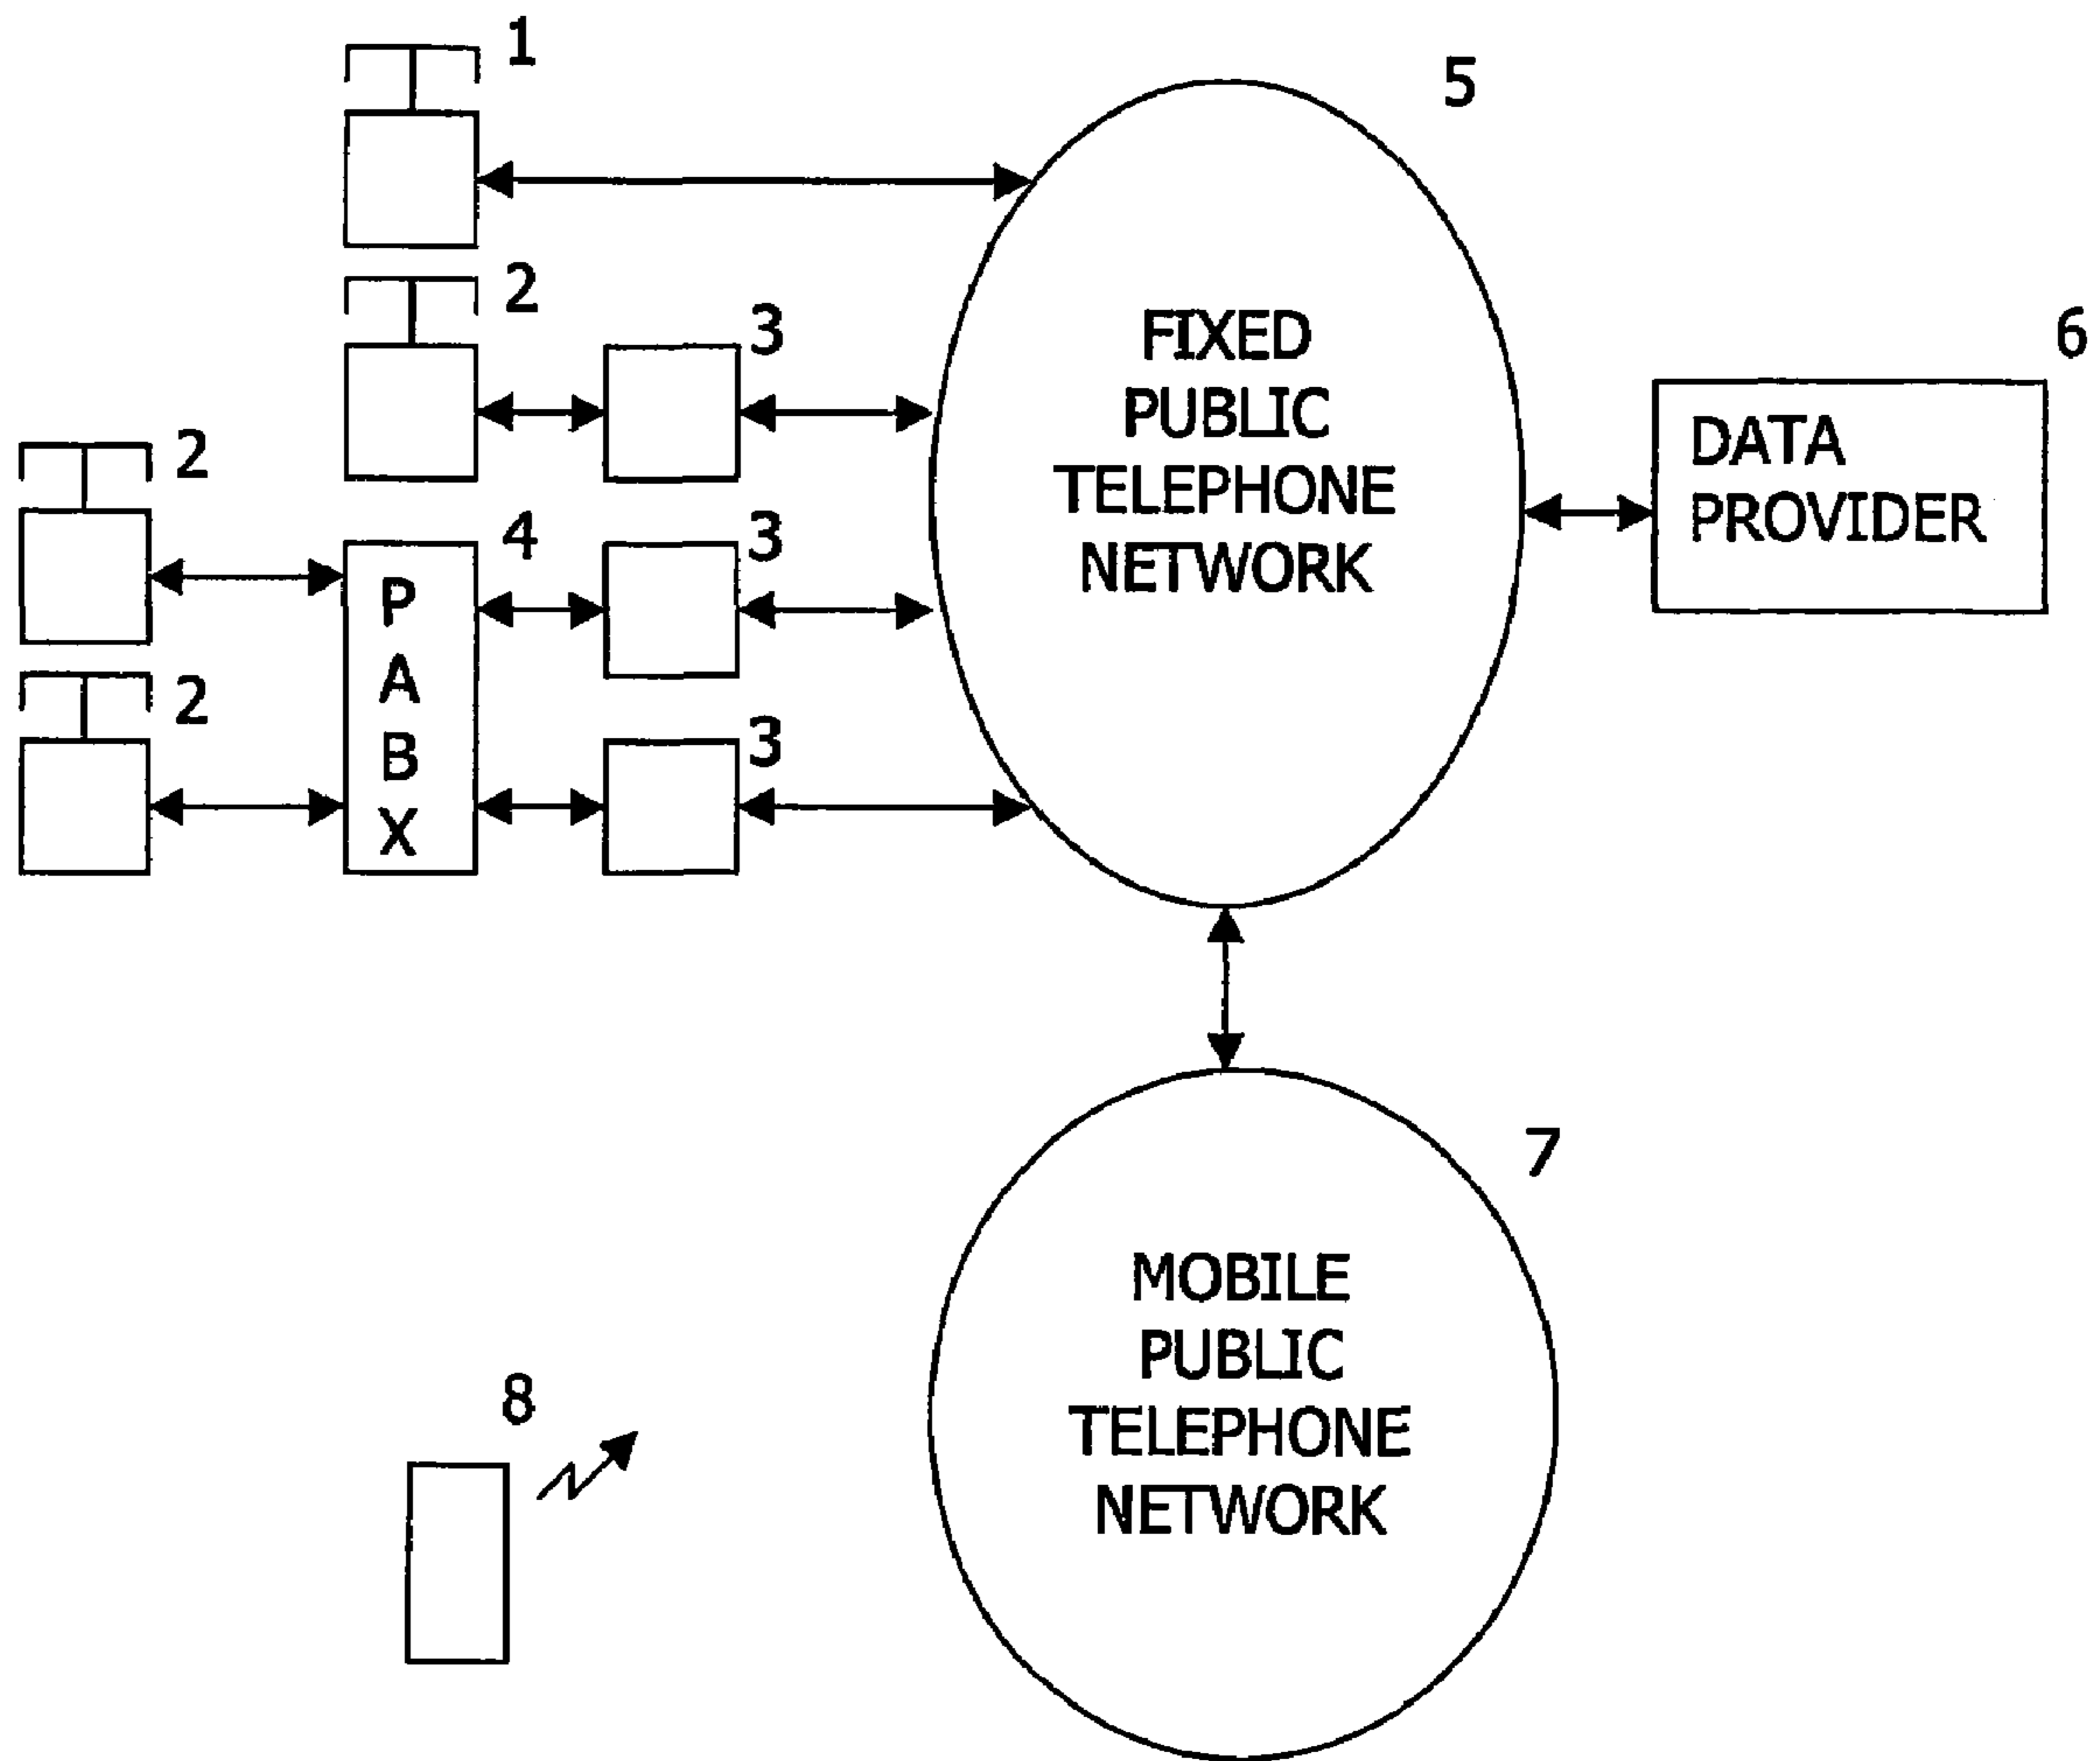 1
5
2
3
6
FIXED
PUBLIC
TELEPHONE
NETWORK
DATA
PROVIDER
2
4
3
P
A
B
X
2
3
7
MOBILE
PUBLIC
TELEPHONE
NETWORK
8